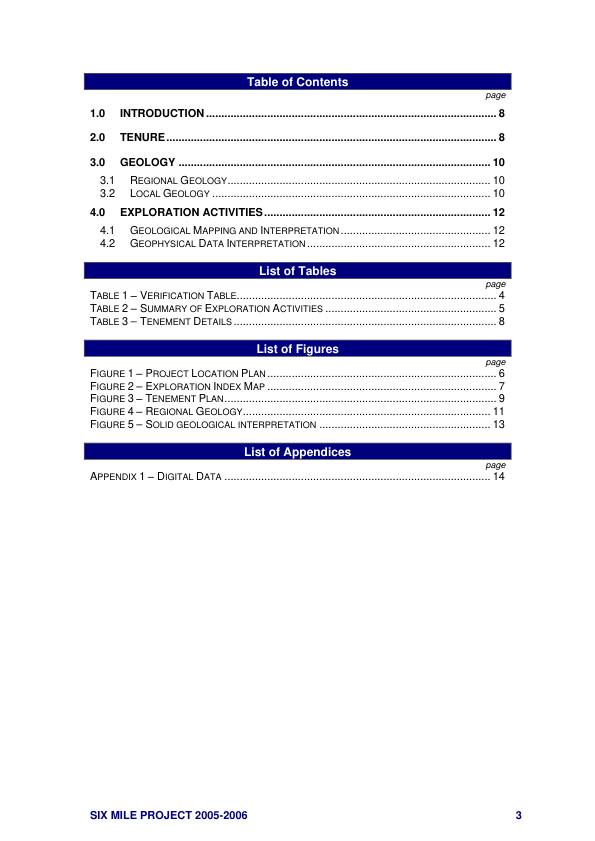 Table of Contents
page
1.0 INTRODUCTION ............................................................................................... 8
2.0 TENURE ............................................................................................................ 8
3.0 GEOLOGY ...................................................................................................... 10
3.1 REGIONAL GEOLOGY ...................................................................................... 10
3.2 LOCAL GEOLOGY ........................................................................................... 10
4.0 EXPLORATION ACTIVITIES .......................................................................... 12
4.1 GEOLOGICAL MAPPING AND INTERPRETATION ................................................. 12
4.2 GEOPHYSICAL DATA INTERPRETATION ............................................................ 12
List of Tables
page
TABLE 1 – VERIFICATION TABLE ..................................................................................... 4
TABLE 2 – SUMMARY OF EXPLORATION ACTIVITIES ........................................................ 5
TABLE 3 – TENEMENT DETAILS ...................................................................................... 8
List of Figures
page
FIGURE 1 – PROJECT LOCATION PLAN ........................................................................... 6
FIGURE 2 – EXPLORATION INDEX MAP ........................................................................... 7
FIGURE 3 – TENEMENT PLAN ......................................................................................... 9
FIGURE 4 – REGIONAL GEOLOGY ................................................................................. 11
FIGURE 5 – SOLID GEOLOGICAL INTERPRETATION ........................................................ 13
List of Appendices
page
APPENDIX 1 – DIGITAL DATA ....................................................................................... 14
SIX MILE PROJECT 2005-2006 3